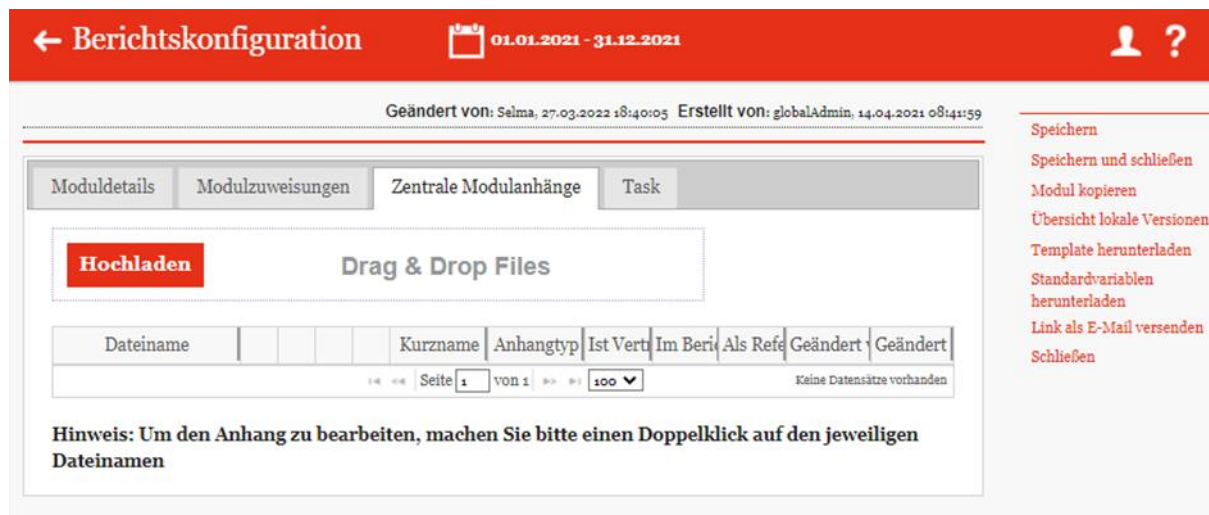 Berichtskonfiguration
01.01.2021 - 31.12.2021
?
Geändert von: Selma, 27.03.2022 18:40:05 Erstellt von: globalAdmin, 14.04.2021 08:41:59
Moduldetails Modulzuweisungen Zentrale Modulanhänge Task
Hochladen Drag & Drop Files
Dateiname Kurzname Anhangtyp Ist Vertr Im Beri Als Refe Geändert v Geändert
Seite 1 von 1 100 Keine Datensätze vorhanden
Hinweis: Um den Anhang zu bearbeiten, machen Sie bitte einen Doppelklick auf den jeweiligen
Dateinamen
Speichern
Speichern und schließen
Modul kopieren
Übersicht lokale Versionen
Template herunterladen
Standardvariablen
herunterladen
Link als E-Mail versenden
Schließen